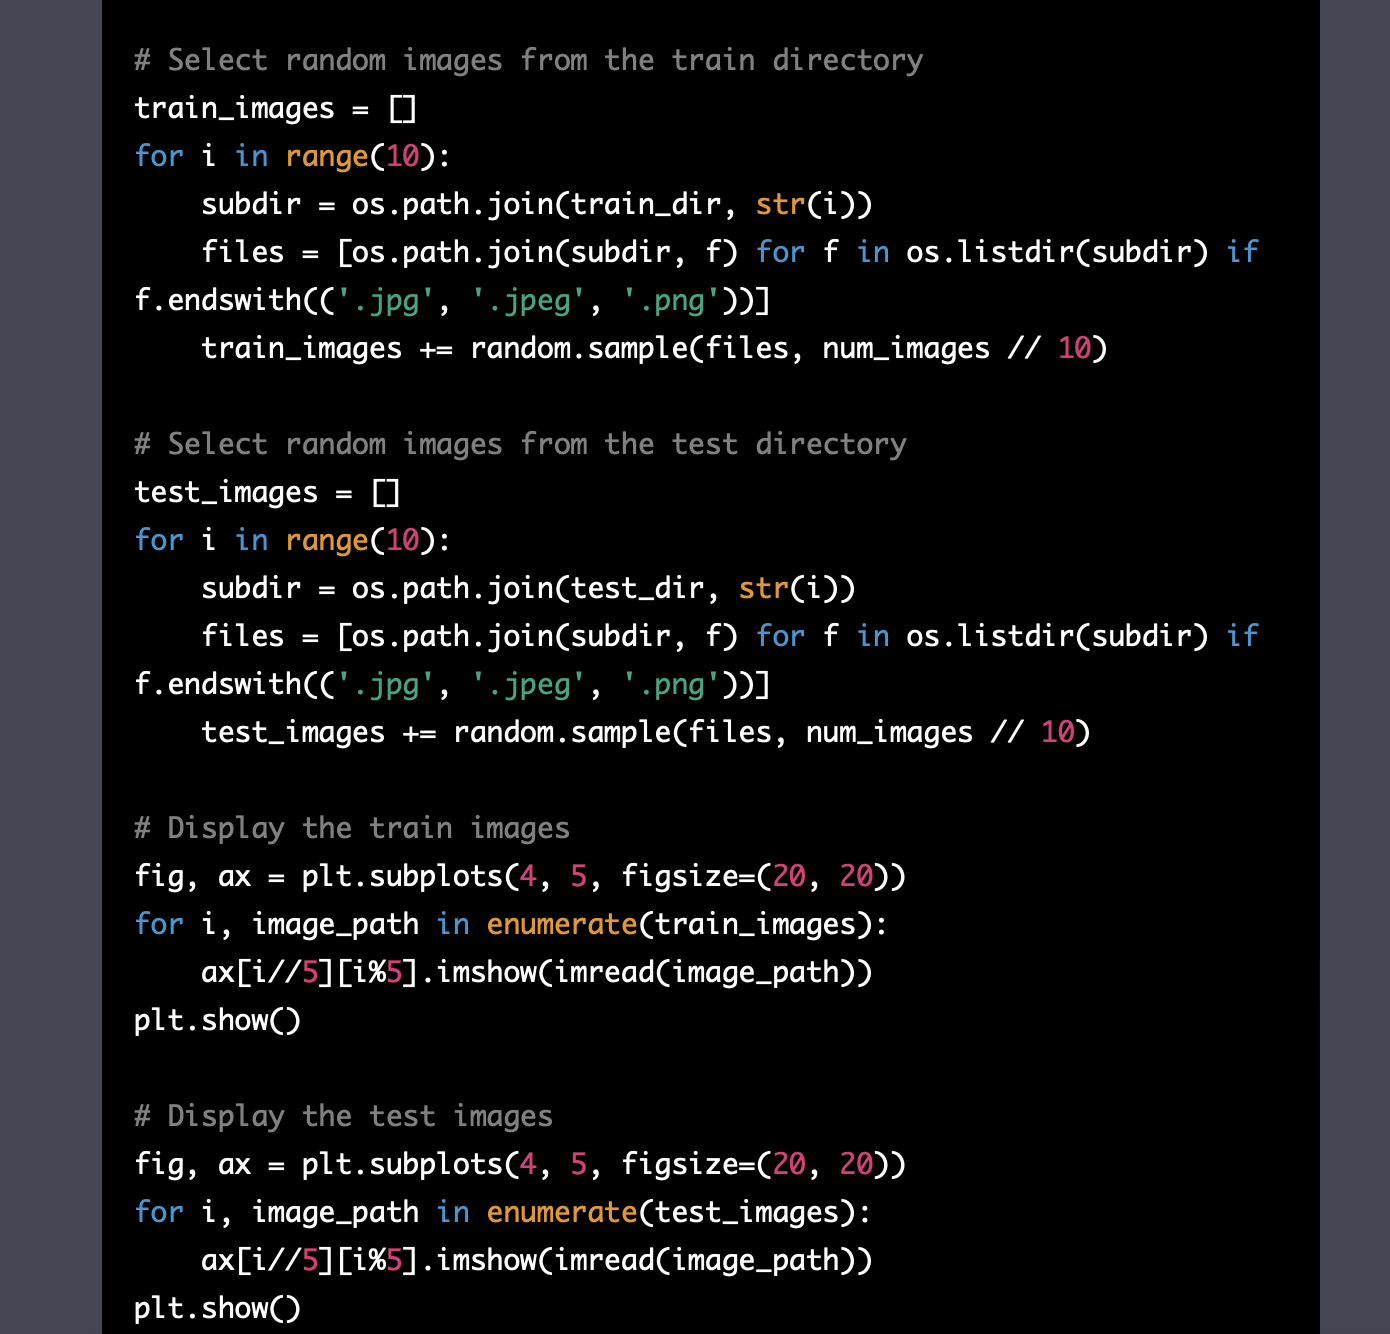 # Select random images from the train directory
train_images = []
for i in range(10):
    subdir = os.path.join(train_dir, str(i))
    files = [os.path.join(subdir, f) for f in os.listdir(subdir) if
f.endswith(('.jpg', '.jpeg', '.png'))]
    train_images += random.sample(files, num_images // 10)

# Select random images from the test directory
test_images = []
for i in range(10):
    subdir = os.path.join(test_dir, str(i))
    files = [os.path.join(subdir, f) for f in os.listdir(subdir) if
f.endswith(('.jpg', '.jpeg', '.png'))]
    test_images += random.sample(files, num_images // 10)

# Display the train images
fig, ax = plt.subplots(4, 5, figsize=(20, 20))
for i, image_path in enumerate(train_images):
    ax[i//5][i%5].imshow(imread(image_path))
plt.show()

# Display the test images
fig, ax = plt.subplots(4, 5, figsize=(20, 20))
for i, image_path in enumerate(test_images):
    ax[i//5][i%5].imshow(imread(image_path))
plt.show()